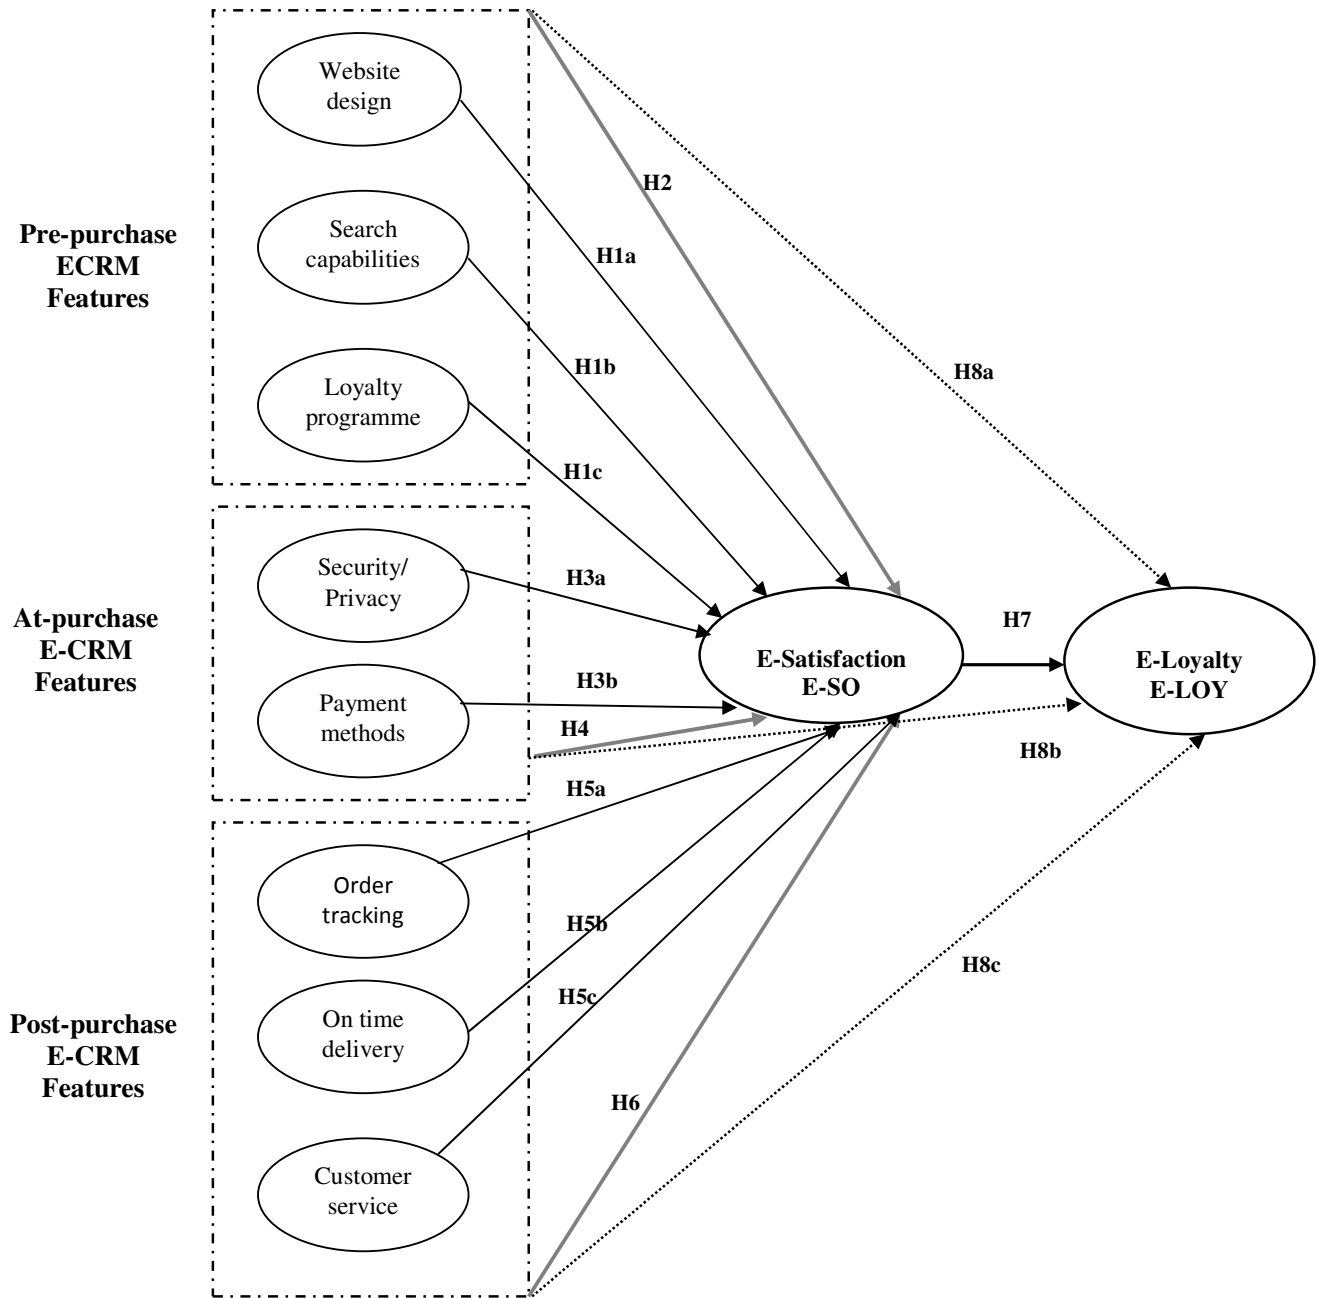 Website
design
H2
Pre-purchase
ECRM
Features
Search
capabilities
H1a
H1b
H8a
Loyalty
programme
H1c
At-purchase
E-CRM
Features
Security/
Privacy
H3a
Payment
methods
H3b
H4
E-Satisfaction
E-SO
H7
E-Loyalty
E-LOY
H8b
H5a
Post-purchase
E-CRM
Features
Order
tracking
H5b
H8c
On time
delivery
H5c
H6
Customer
service